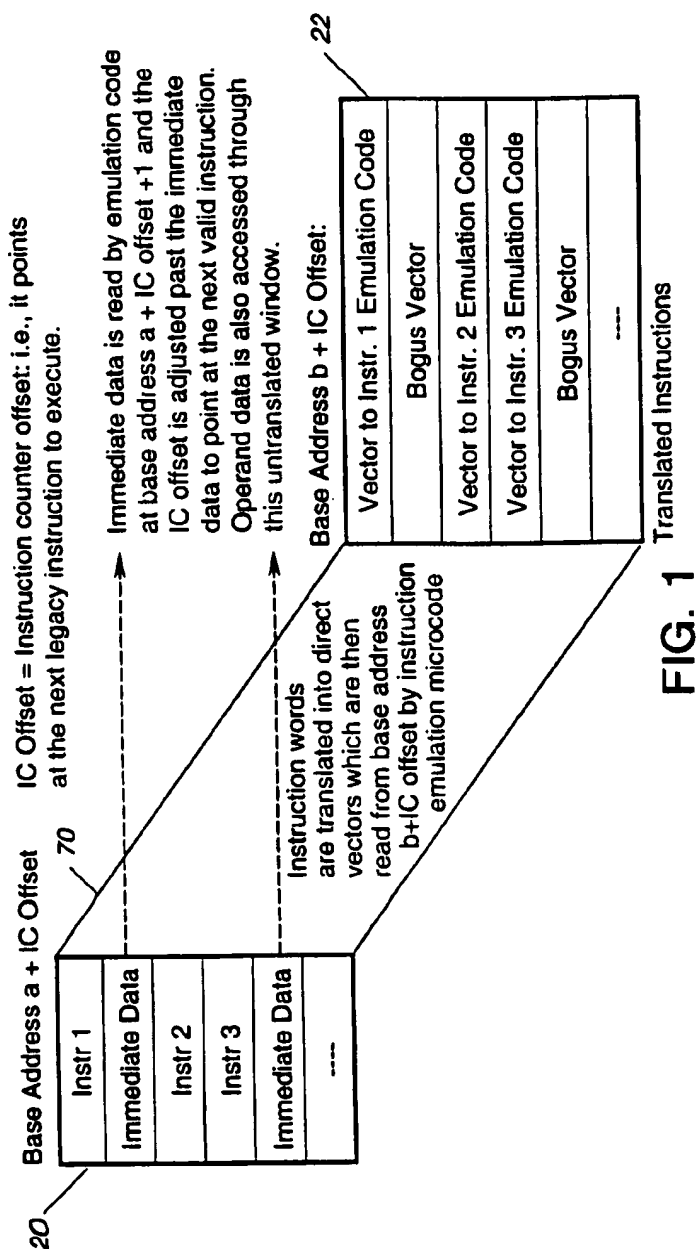 Base Address a + IC Offset
20
70
Instr 1
Immediate Data
Instr 2
Instr 3
Immediate Data
----
IC Offset = Instruction counter offset: i.e., it points
at the next legacy instruction to execute.
Immediate data is read by emulation code
at base address a + IC offset +1 and the
IC offset is adjusted past the immediate
data to point at the next valid instruction.
Operand data is also accessed through
this untranslated window.
Instruction words
are translated into direct
vectors which are then
read from base address
b+IC offset by instruction
emulation microcode
Base Address b + IC Offset:
22
Vector to Instr. 1 Emulation Code
Bogus Vector
Vector to Instr. 2 Emulation Code
Vector to Instr. 3 Emulation Code
Bogus Vector
----
Translated Instructions
FIG. 1